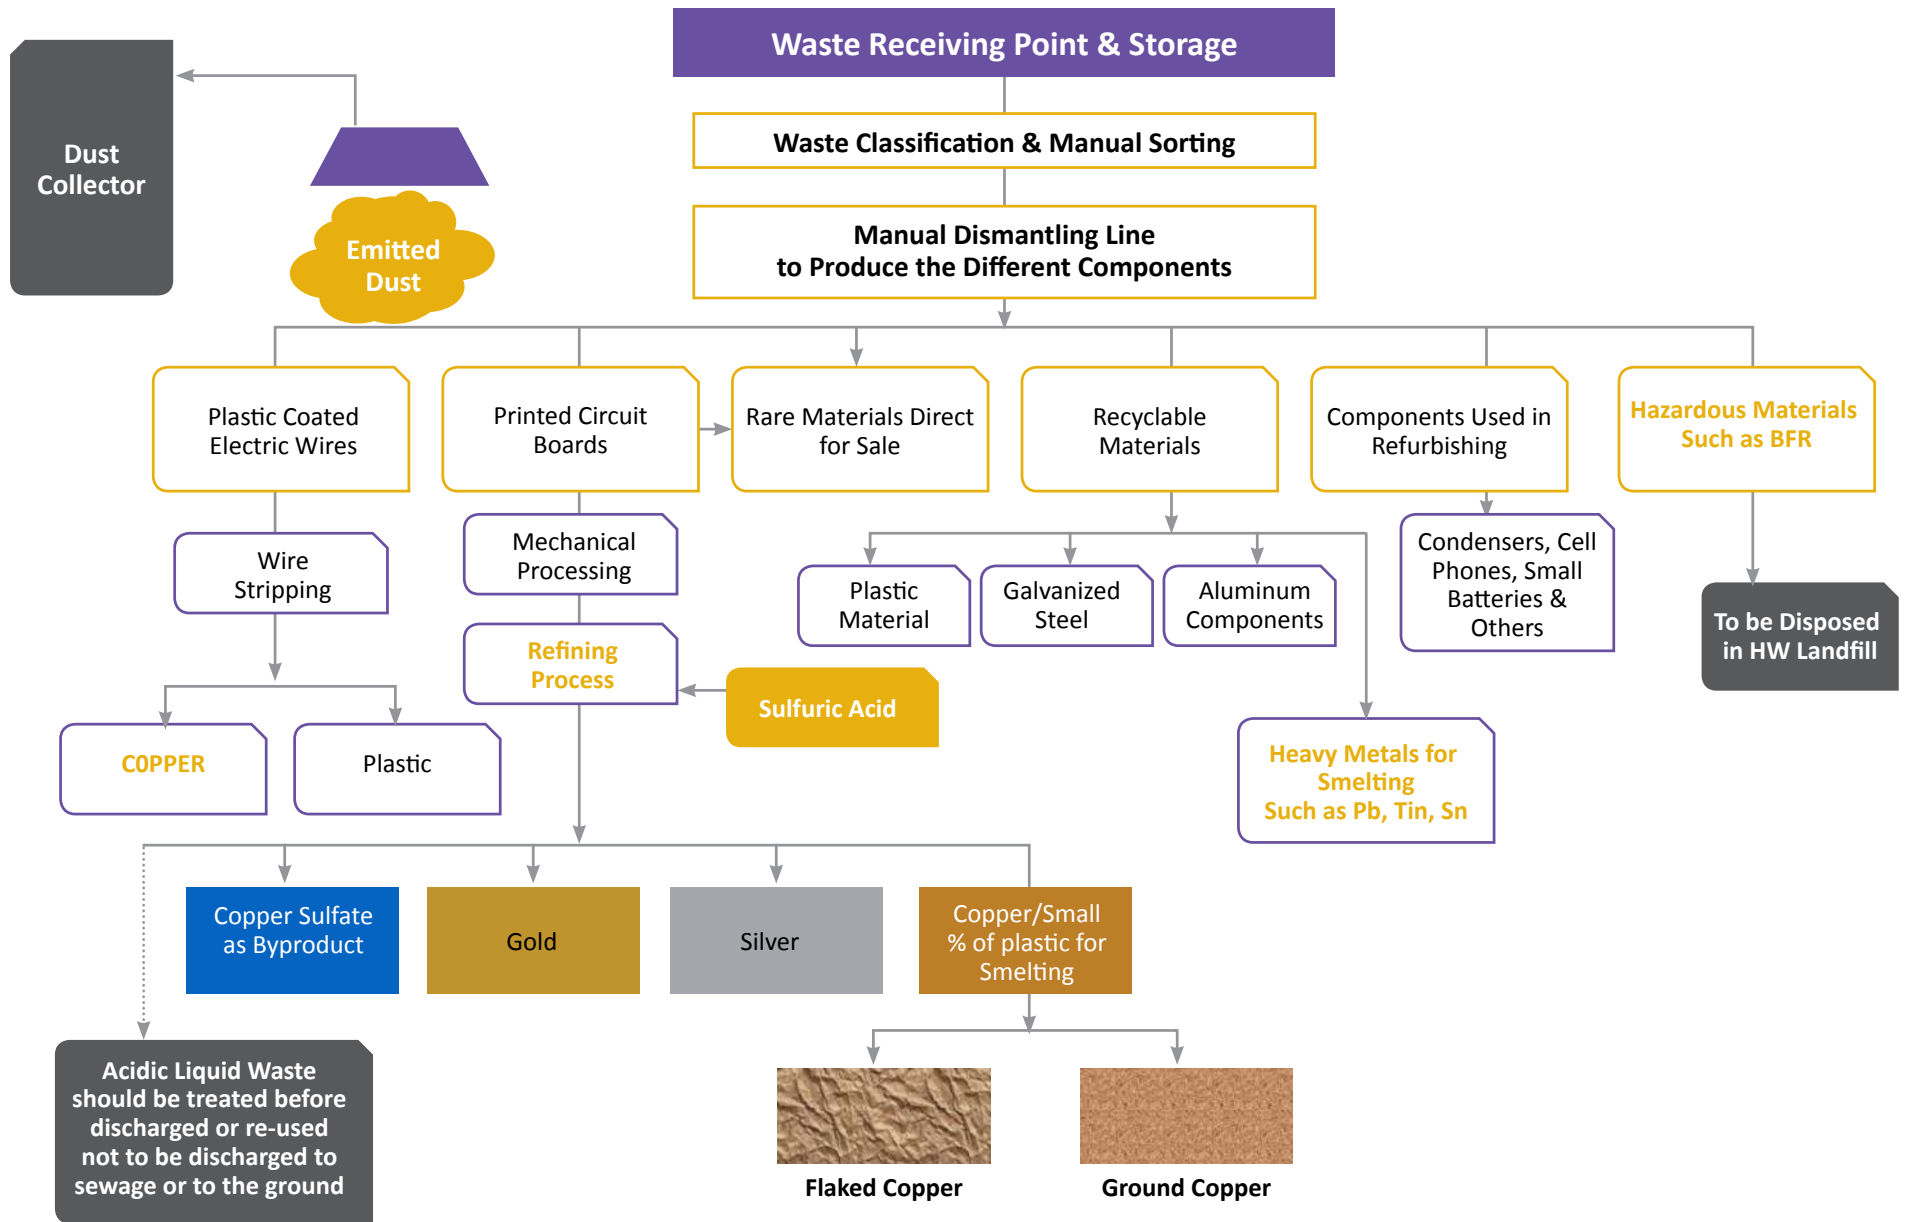 Waste Receiving Point & Storage
Dust
Collector
Waste Classification & Manual Sorting
Emitted
Dust
Manual Dismantling Line
to Produce the Different Components
Plastic Coated
Electric Wires
Printed Circuit
Boards
Rare Materials Direct
for Sale
Recyclable
Materials
Components Used in
Refurbishing
Hazardous Materials
Such as BFR
Wire
Stripping
Mechanical
Processing
Plastic
Material
Galvanized
Steel
Aluminum
Components
Condensers, Cell
Phones, Small
Batteries &
Others
To be Disposed
in HW Landfill
Refining
Process
Sulfuric Acid
C0PPER
Plastic
Heavy Metals for
Smelting
Such as Pb, Tin, Sn
Copper Sulfate
as Byproduct
Gold
Silver
Copper/Small
% of plastic for
Smelting
Acidic Liquid Waste
should be treated before
discharged or re-used
not to be discharged to
sewage or to the ground
Flaked Copper
Ground Copper